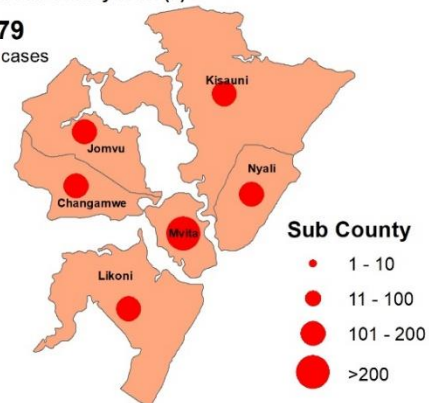 79
cases
Kisauni
Jomvu
Nyali
Changamwe
Mvita
Likoni
Sub County
1 - 10
11 - 100
101 - 200
>200